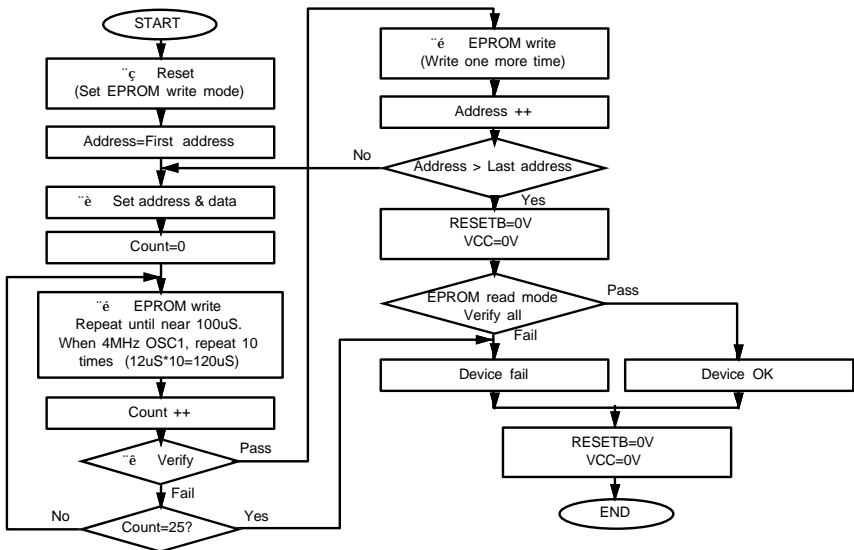 START
¨ç Reset
(Set EPROM write mode)
Address=First address
¨è Set address & data
Count=0
¨é EPROM write
Repeat until near 100uS.
When 4MHz OSC1, repeat 10
times (12uS*10=120uS)
Count ++
¨ê Verify
Pass
Fail
Count=25?
No
Yes
¨é EPROM write
(Write one more time)
Address ++
Address > Last address
No
Yes
RESETB=0V
VCC=0V
EPROM read mode
Verify all
Pass
Fail
Device fail
Device OK
RESETB=0V
VCC=0V
END